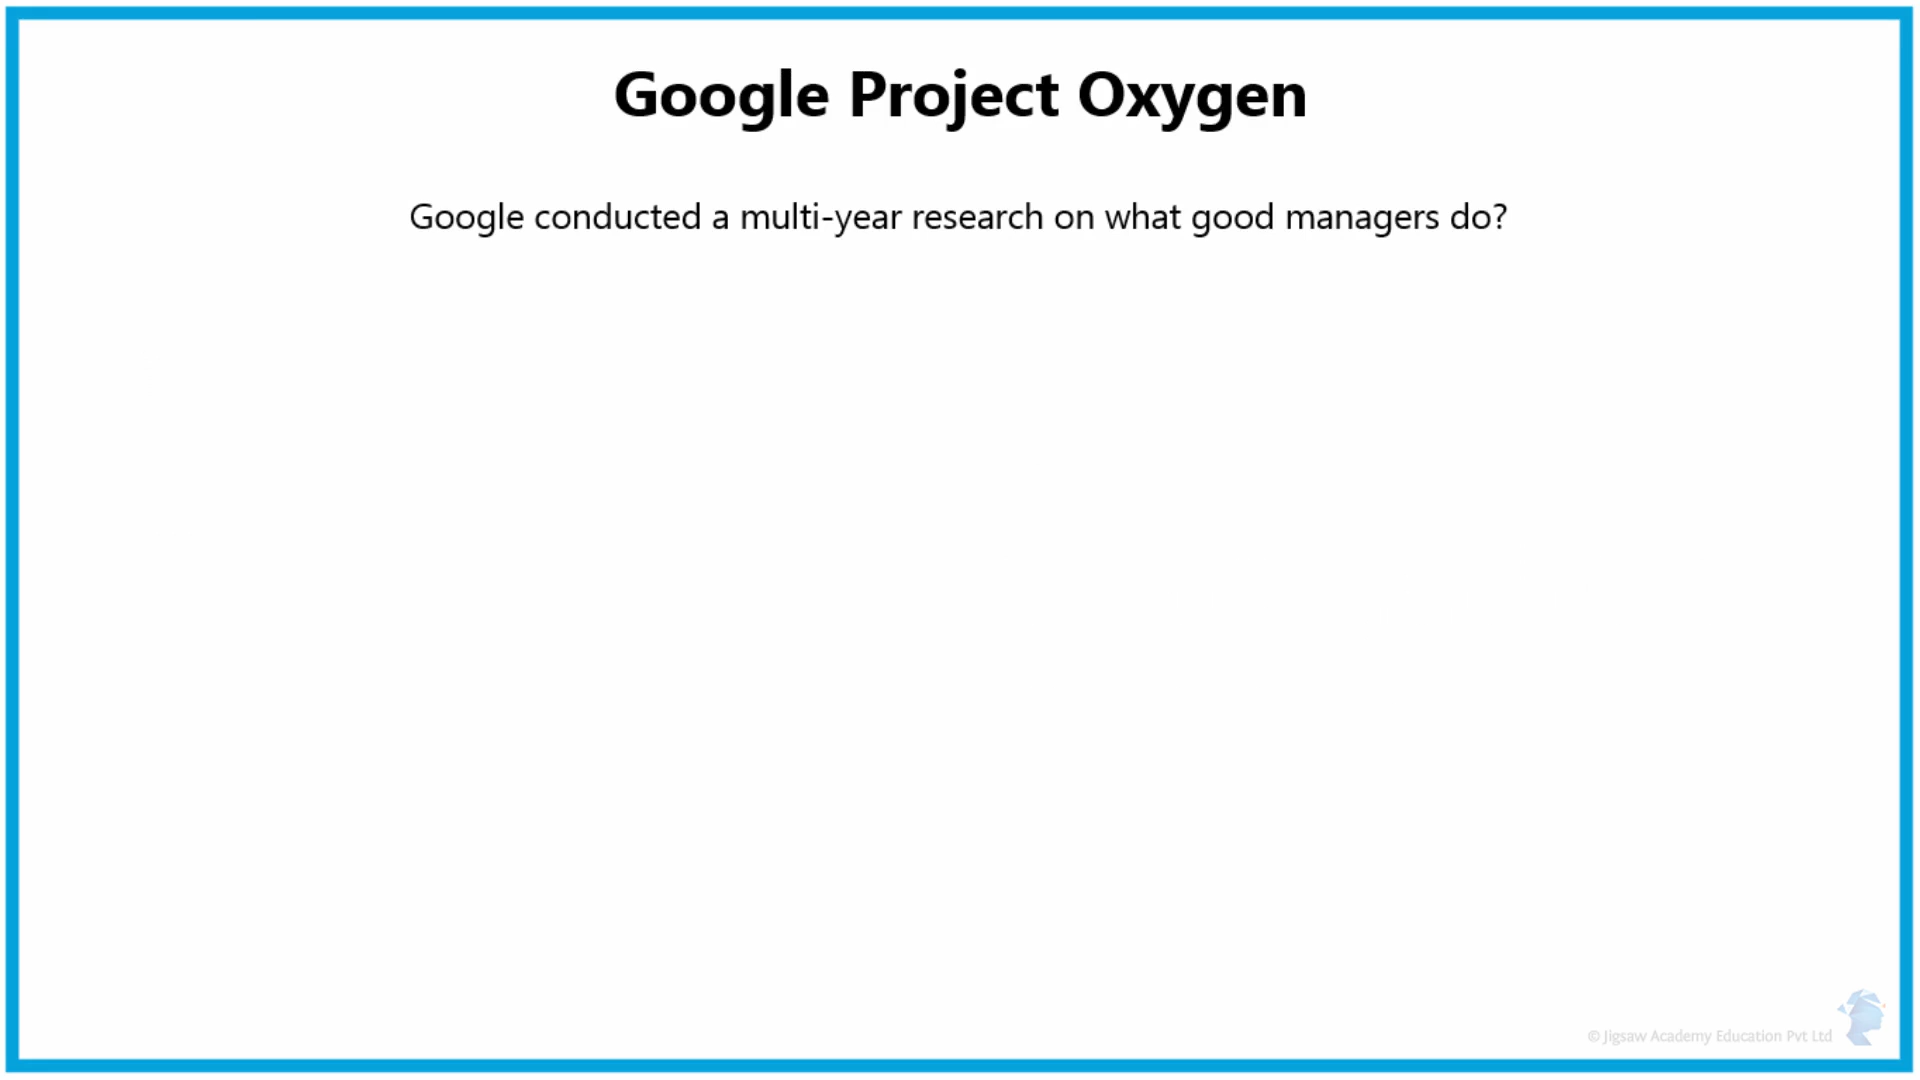 Google Project Oxygen
Google conducted a multi-year research on what good managers do?
© Jigsaw Academy Education Pvt Ltd